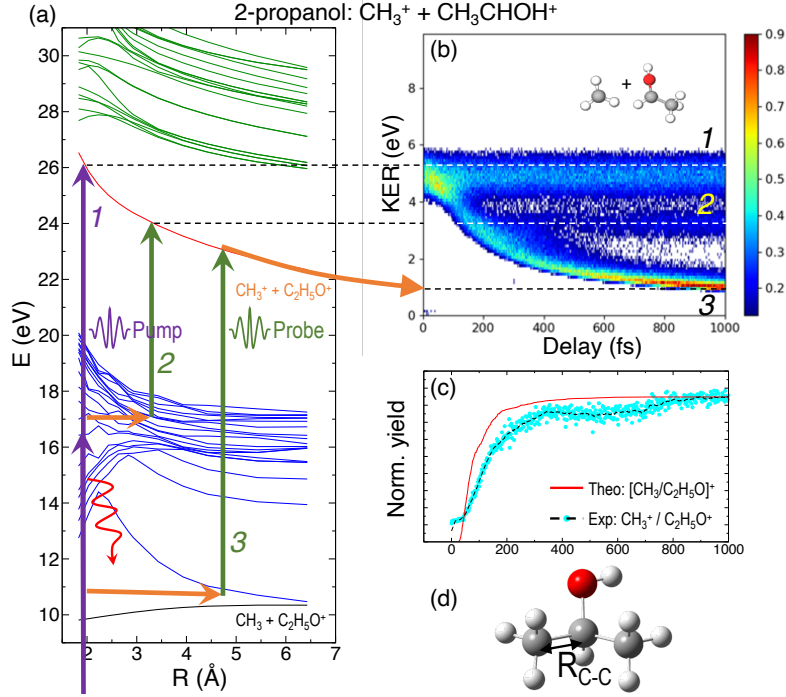 2-propanol: CH₃⁺ + CH₃CHOH⁺
(a)
30
28
26
24
22
20
18
16
14
12
10
E (eV)
2
3
4
5
6
7
R (Å)
1
2
3
Pump
Probe
CH₃⁺ + C₂H₅O⁺
CH₃ + C₂H₅O⁺
(b)
+
1
2
3
8
6
4
2
0
KER (eV)
0
200
400
600
800
1000
Delay (fs)
0.9
0.8
0.7
0.6
0.5
0.4
0.3
0.2
(c)
Norm. yield
Theo: [CH₃/C₂H₅O]⁺
Exp: CH₃⁺ / C₂H₅O⁺
0
200
400
600
800
1000
(d)
R_C-C